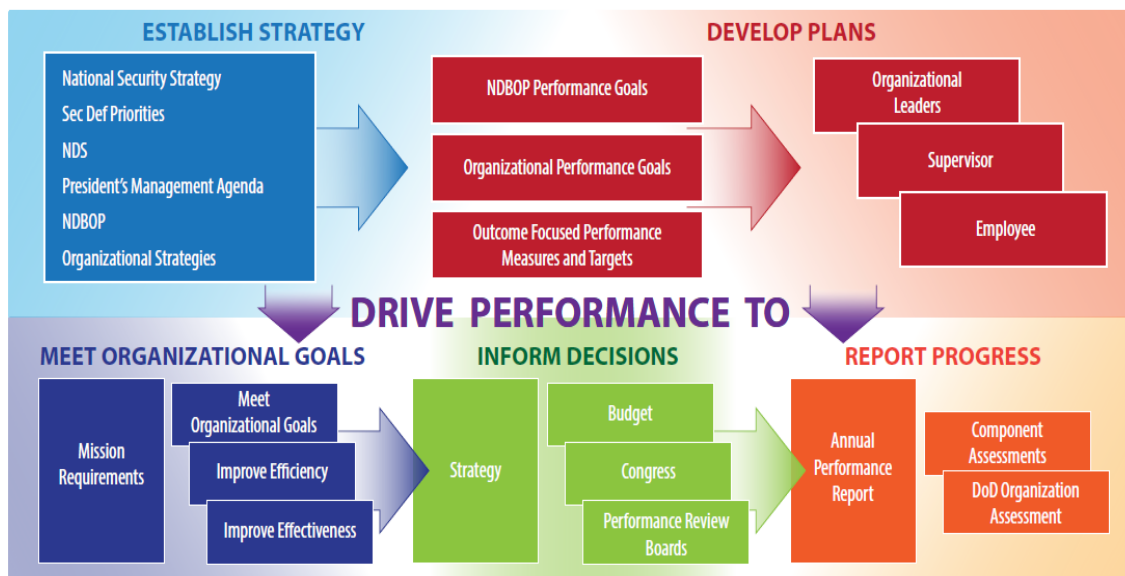 ESTABLISH STRATEGY
National Security Strategy
Sec Def Priorities
NDS
President's Management Agenda
NDBOP
Organizational Strategies
NDBOP Performance Goals
Organizational Performance Goals
Outcome Focused Performance
Measures and Targets
DEVELOP PLANS
Organizational
Leaders
Supervisor
Employee
DRIVE PERFORMANCE TO
MEET ORGANIZATIONAL GOALS
Mission
Requirements
Meet
Organizational Goals
Improve Efficiency
Improve Effectiveness
INFORM DECISIONS
Strategy
Budget
Congress
Performance Review
Boards
REPORT PROGRESS
Annual
Performance
Report
Component
Assessments
DoD Organization
Assessment